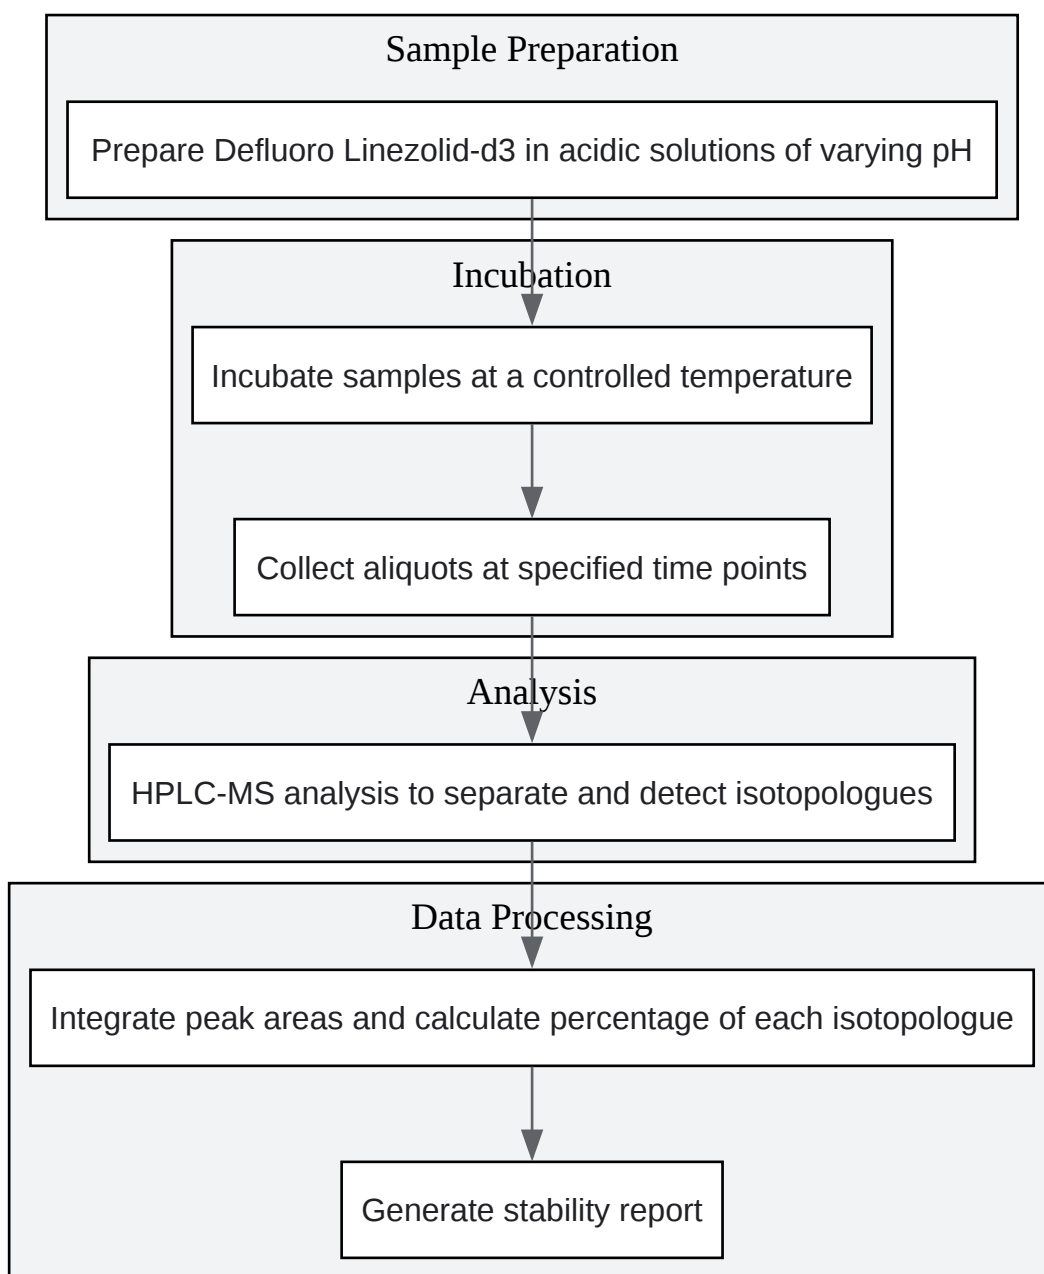 Sample Preparation
Prepare Defluoro Linezolid-d3 in acidic solutions of varying pH
Incubation
Incubate samples at a controlled temperature
Collect aliquots at specified time points
Analysis
HPLC-MS analysis to separate and detect isotopologues
Data Processing
Integrate peak areas and calculate percentage of each isotopologue
Generate stability report